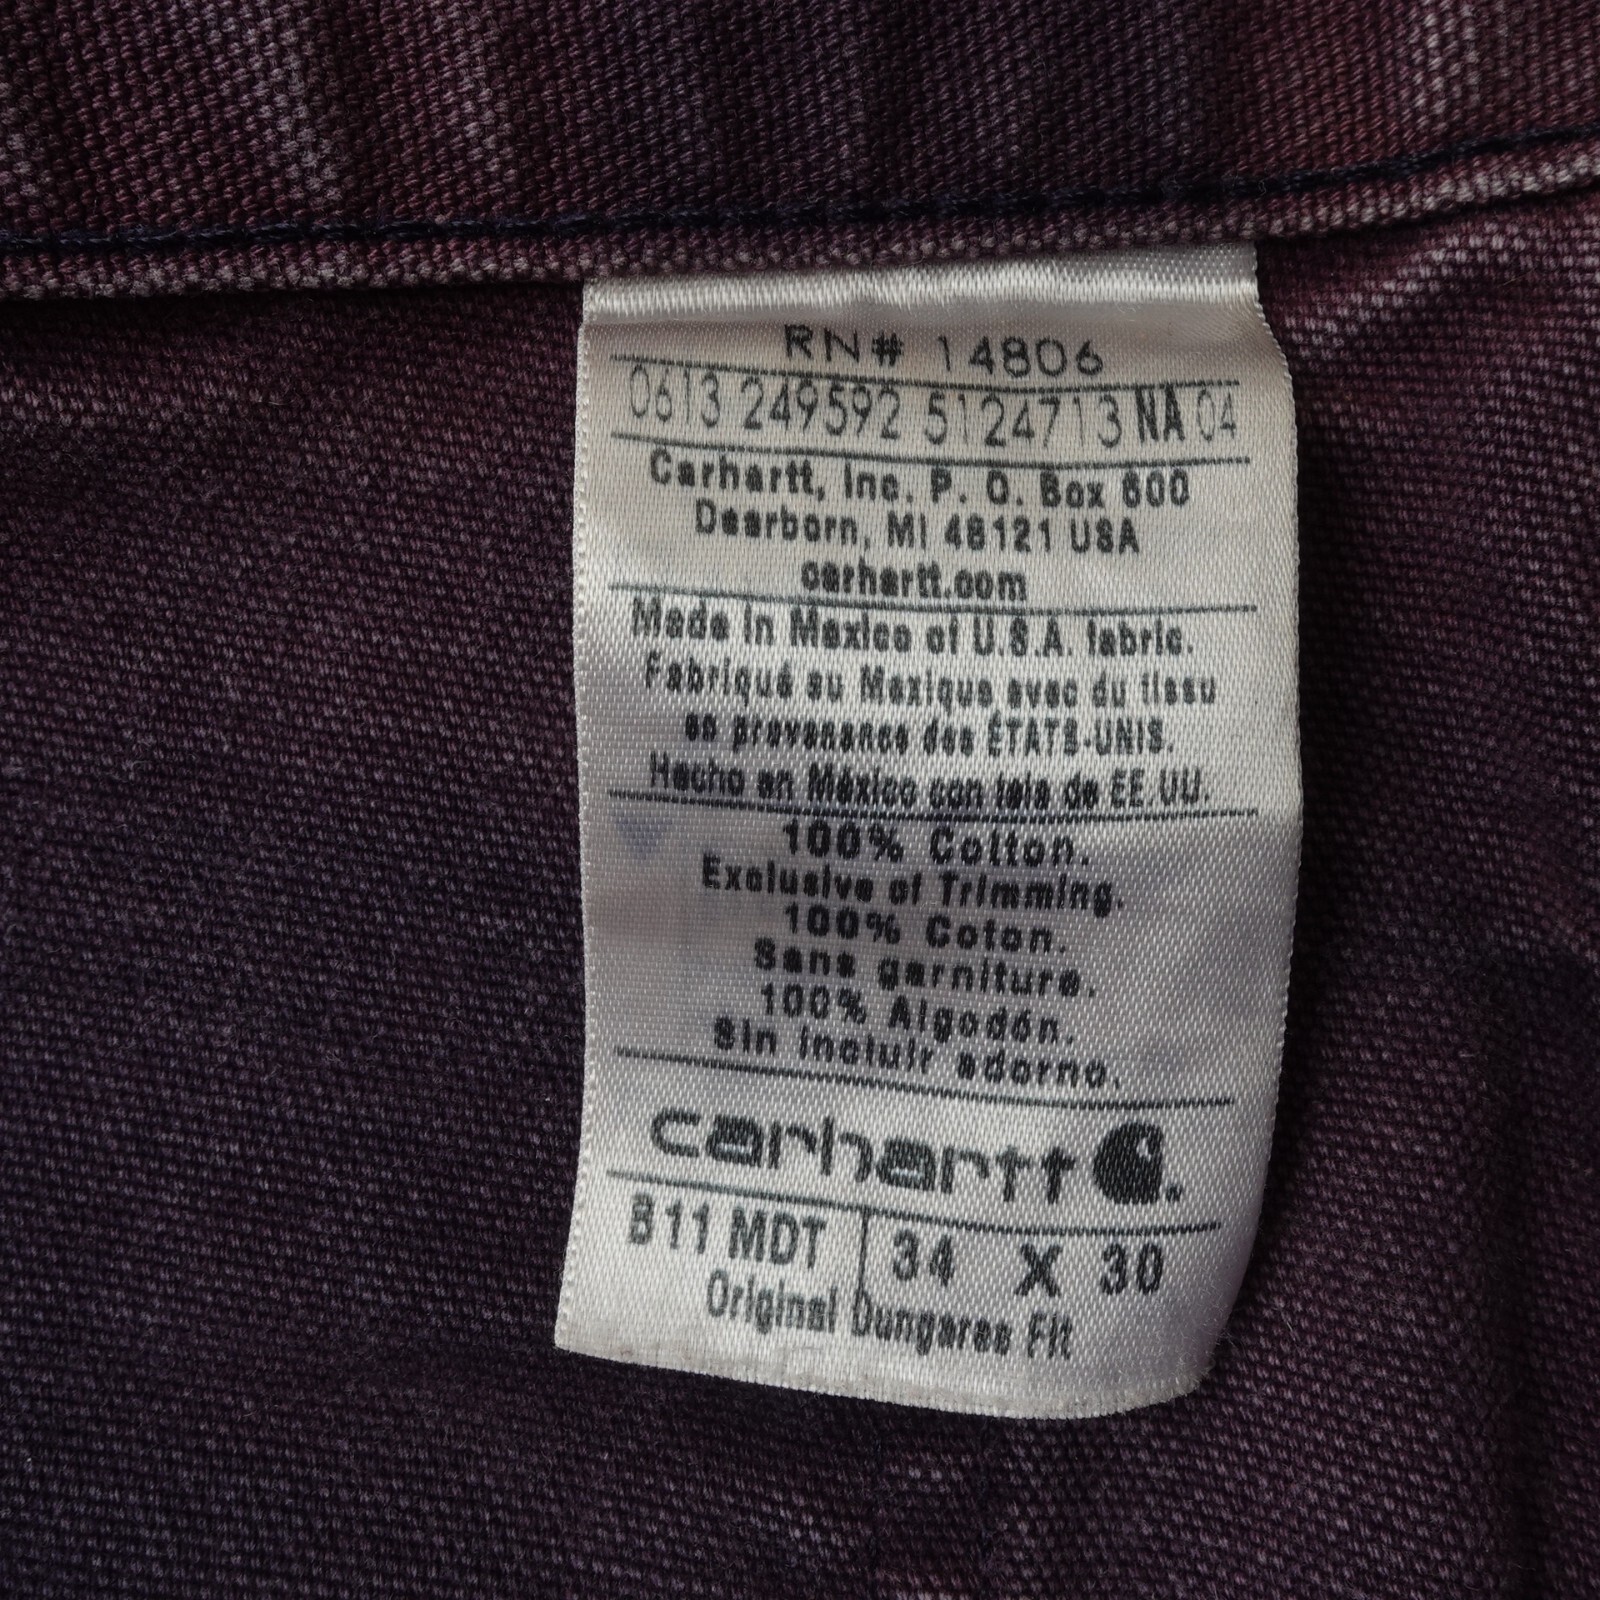 RN# 14806
0613 249592 5124713 NA 04
Carhartt, Inc. P. O. Box 600
Dearborn, MI 48121 USA
carhartt.com
Made in Mexico of U.S.A. fabric.
Fabriqué au Mexique avec du tissu
en provenance des ÉTATS-UNIS.
Hecho en México con tela de EE.UU.
100% Cotton.
Exclusive of Trimming.
100% Coton.
Sans garniture.
100% Algodón.
Sin incluir adorno.
carhartt
B11 MDT 34 X 30
Original Dungaree Fit